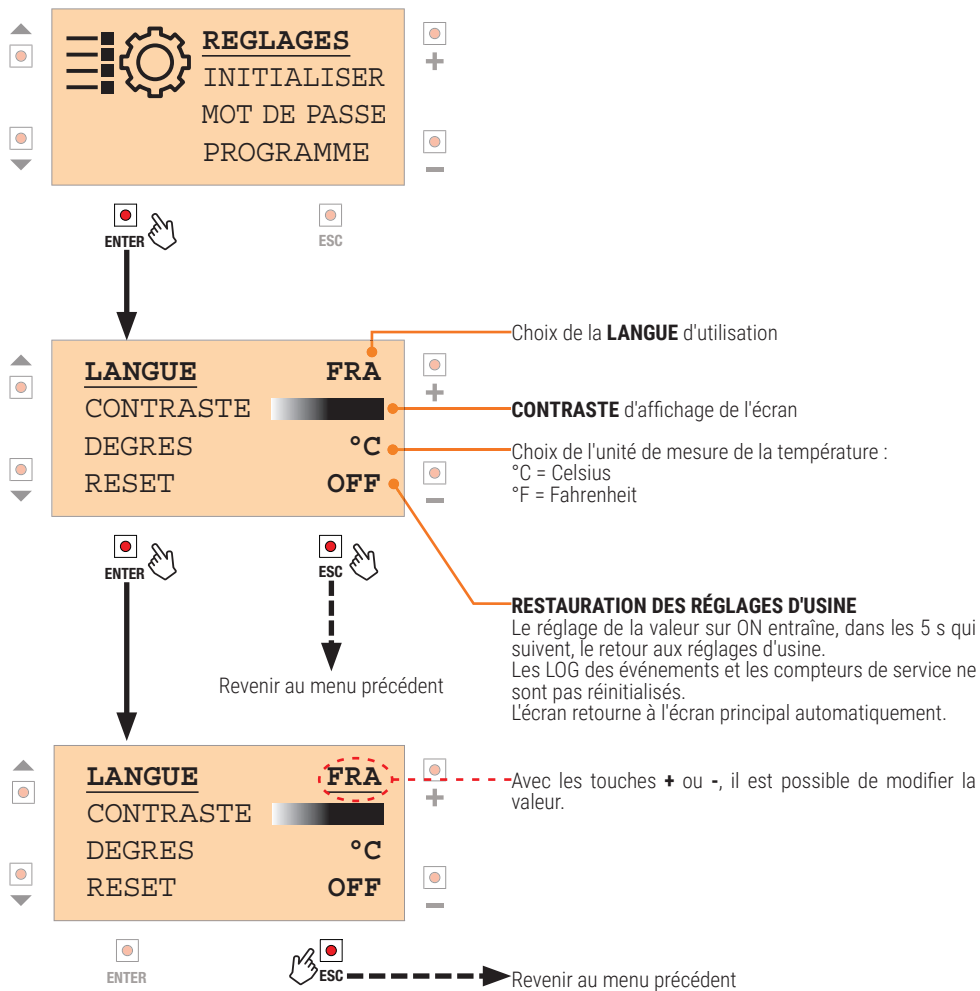 REGLAGES
INITIALISER
MOT DE PASSE
PROGRAMME
+
−
ENTER
ESC
Choix de la LANGUE d'utilisation
LANGUE FRA
CONTRASTE
DEGRES °C
RESET OFF
+
−
CONTRASTE d'affichage de l'écran
Choix de l'unité de mesure de la température :
°C = Celsius
°F = Fahrenheit
ENTER
ESC
RESTAURATION DES RÉGLAGES D'USINE
Le réglage de la valeur sur ON entraîne, dans les 5 s qui
suivent, le retour aux réglages d'usine.
Les LOG des événements et les compteurs de service ne
sont pas réinitialisés.
L'écran retourne à l'écran principal automatiquement.
Revenir au menu précédent
LANGUE FRA
CONTRASTE
DEGRES °C
RESET OFF
+
−
Avec les touches + ou -, il est possible de modifier la
valeur.
ENTER
ESC
Revenir au menu précédent